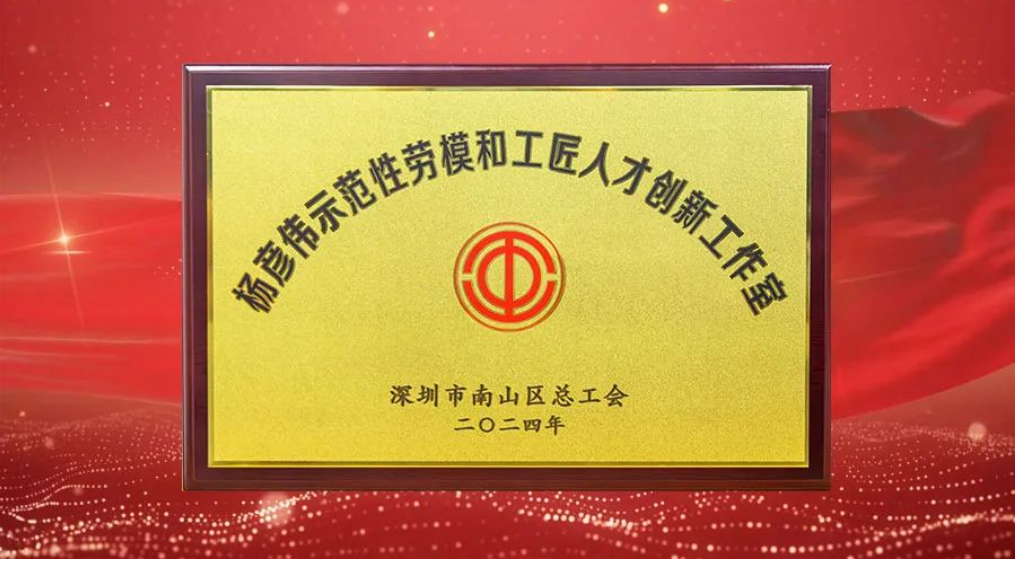 杨彦伟示范性劳模和工匠人才创新工作室
深圳市南山区总工会
二〇二四年